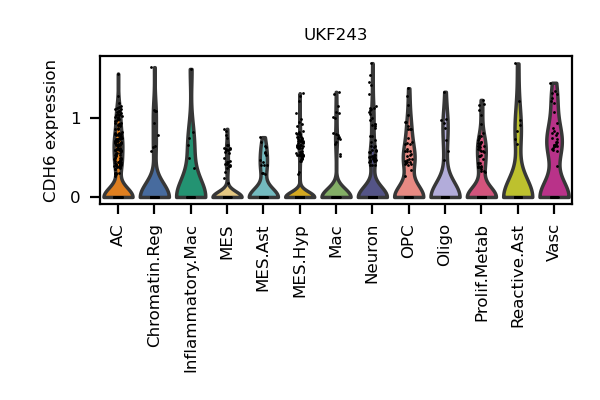 UKF243
CDH6 expression
1
0
AC
Chromatin.Reg
Inflammatory.Mac
MES
MES.Ast
MES.Hyp
Mac
Neuron
OPC
Oligo
Prolif.Metab
Reactive.Ast
Vasc